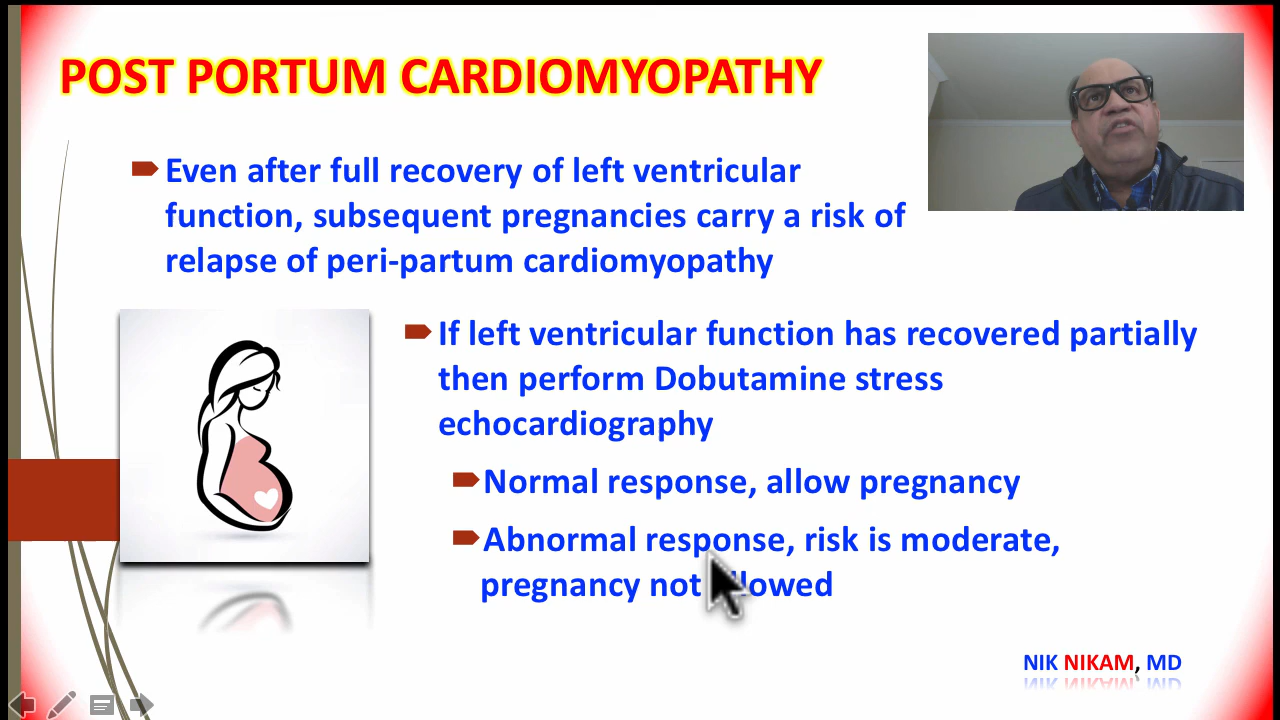 POST PORTUM CARDIOMYOPATHY
Even after full recovery of left ventricular
function, subsequent pregnancies carry a risk of
relapse of peri-partum cardiomyopathy
If left ventricular function has recovered partially
then perform Dobutamine stress
echocardiography
Normal response, allow pregnancy
Abnormal response, risk is moderate,
pregnancy not allowed
NIK NIKAM, MD